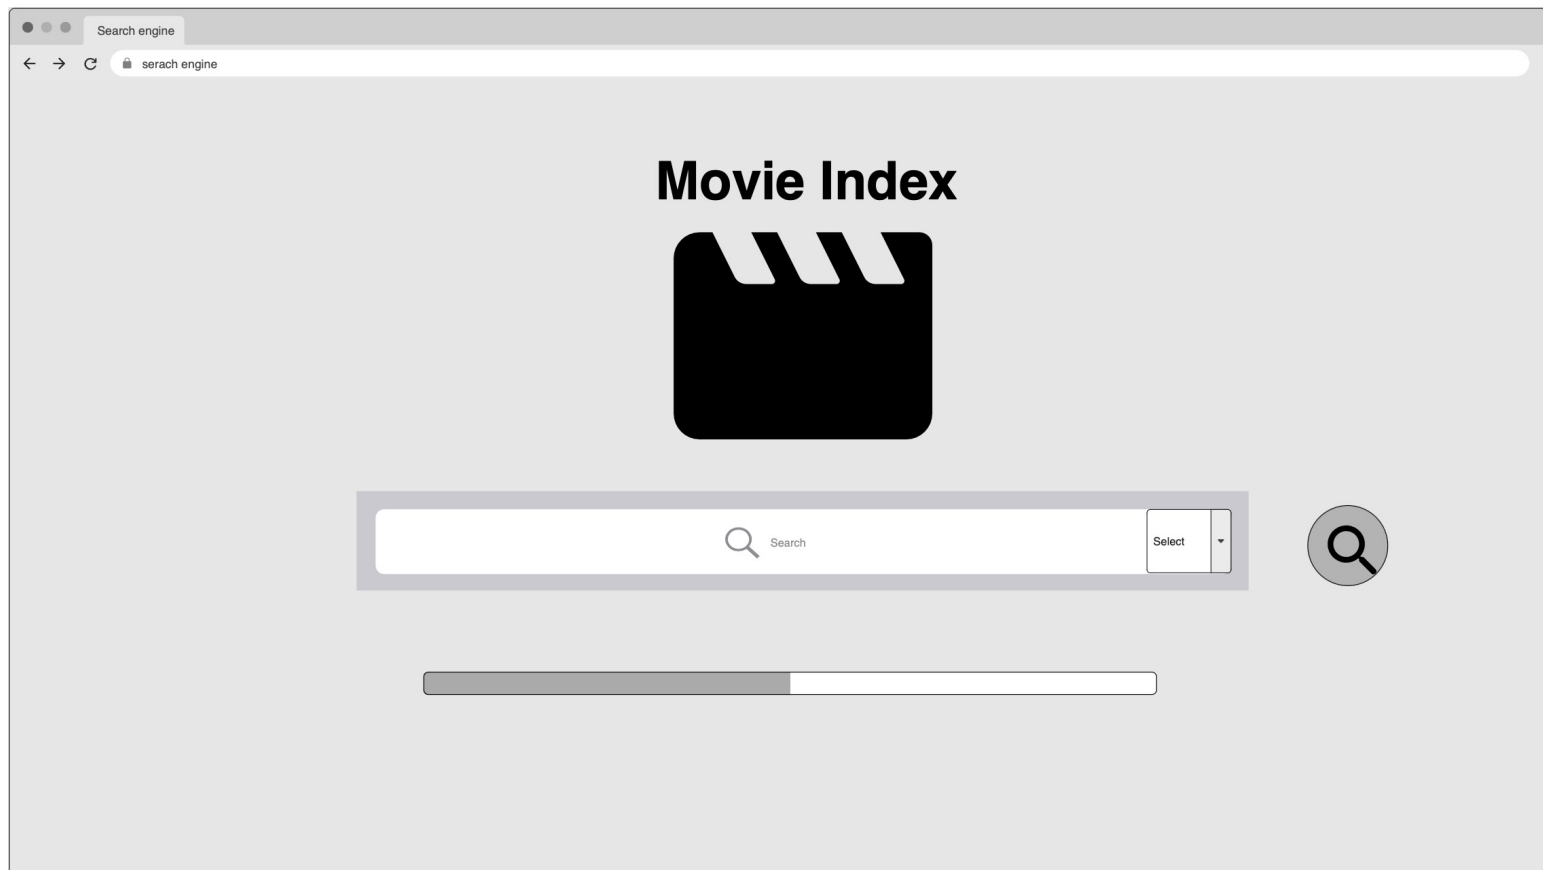 Search engine
serach engine
Movie Index
Search
Select